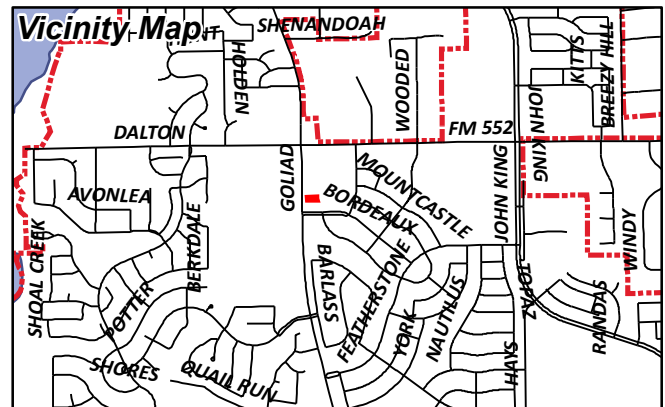 Vicinity Map
SHENANDOAH
HOLDEN
WOODED
KITTS
BREEZY HILL
DALTON
FM 552
JOHN KING
GOLIAD
AVONLEA
MOUNTCASTLE
BORDEAUX
JOHN KING
BERKDALE
SHOAL CREEK
BARLASS
FEATHERSTONE
WINDY
TOPAZ
POTTER
YORK
NAUTILUS
RANDAS
SHORES
QUAIL RUN
HAYS